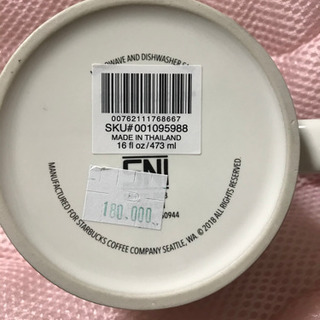 WAVE AND DISHWASHER
00762111768667
SKU#001095988
MADE IN THAILAND
16 fl oz/473 ml
180.000
0944
MANUFACTURED FOR STARBUCKS COFFEE COMPANY SEATTLE, WA © 2018 ALL RIGHTS RESERVED.